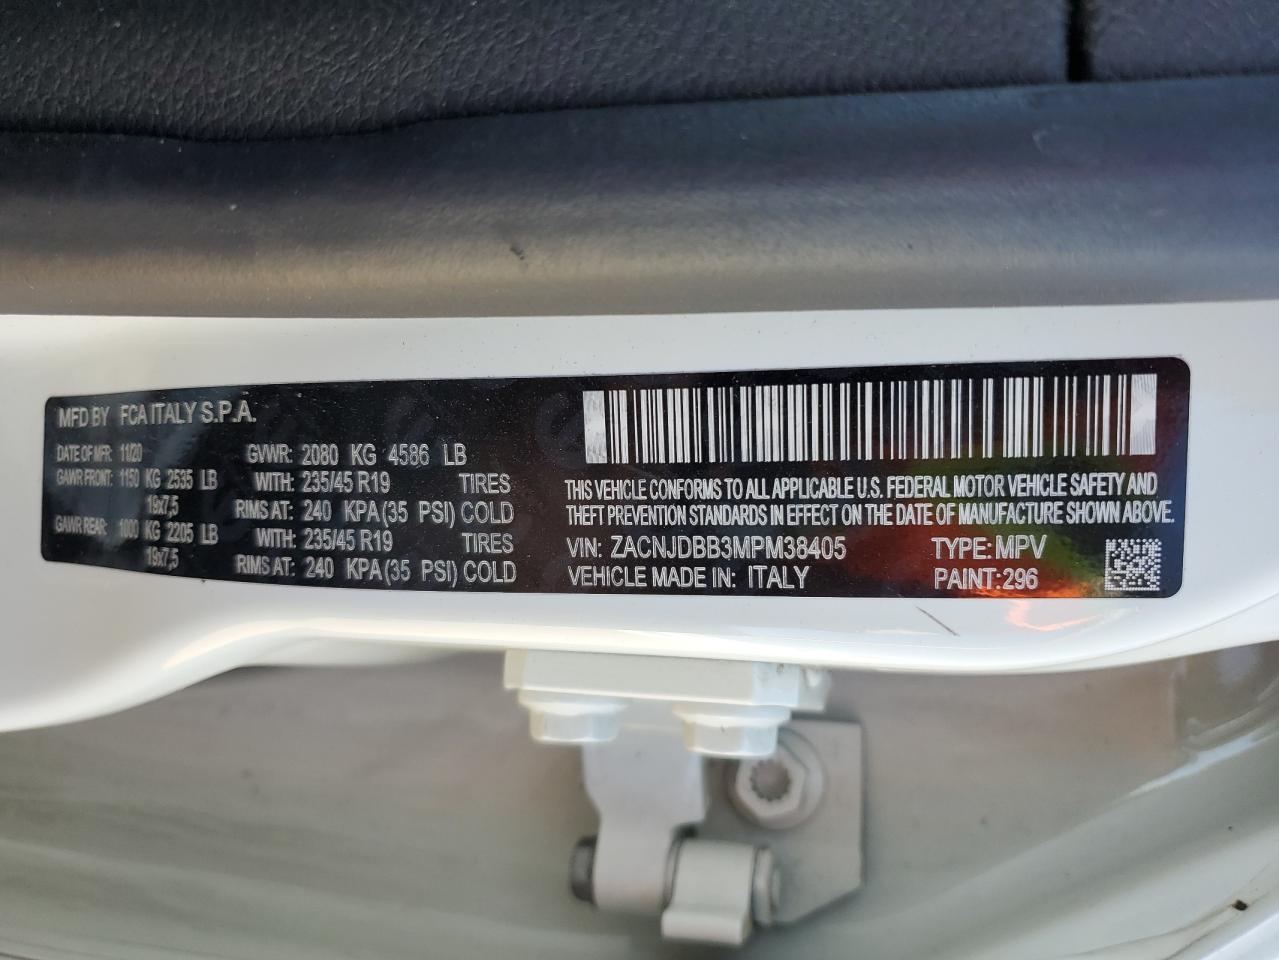 MFD BY FCA ITALY S.P.A.
DATE OF MFR: 11/20 GVWR: 2080 KG 4586 LB
GAWR FRONT: 1150 KG 2535 LB WITH: 235/45 R19 TIRES
19x7,5 RIMS AT: 240 KPA(35 PSI) COLD
GAWR REAR: 1000 KG 2205 LB WITH: 235/45 R19 TIRES
19x7,5 RIMS AT: 240 KPA(35 PSI) COLD
THIS VEHICLE CONFORMS TO ALL APPLICABLE U.S. FEDERAL MOTOR VEHICLE SAFETY AND
THEFT PREVENTION STANDARDS IN EFFECT ON THE DATE OF MANUFACTURE SHOWN ABOVE.
VIN: ZACNJDBB3MPM38405 TYPE: MPV
VEHICLE MADE IN: ITALY PAINT: 296